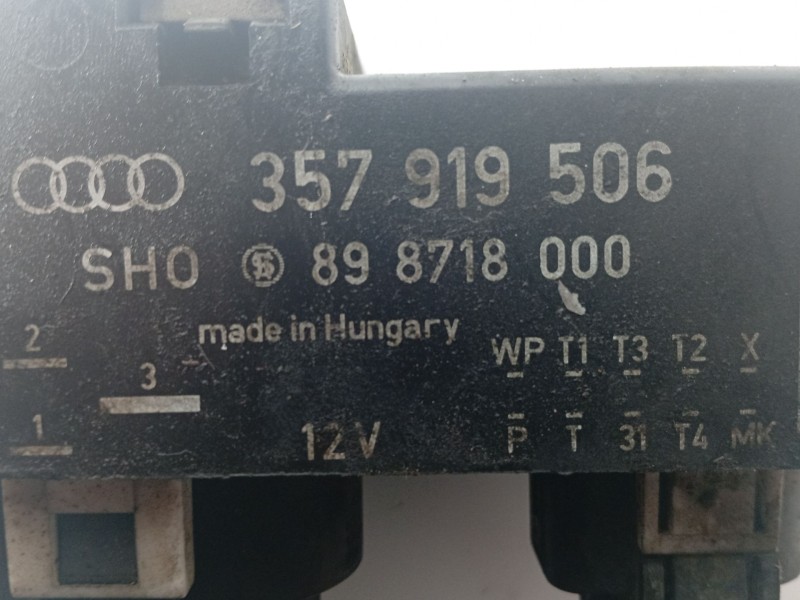 357 919 506
SHO 89 8718 000
made in Hungary
2
3
1
12V
WP T1 T3 T2 X
P T 31 T4 MK